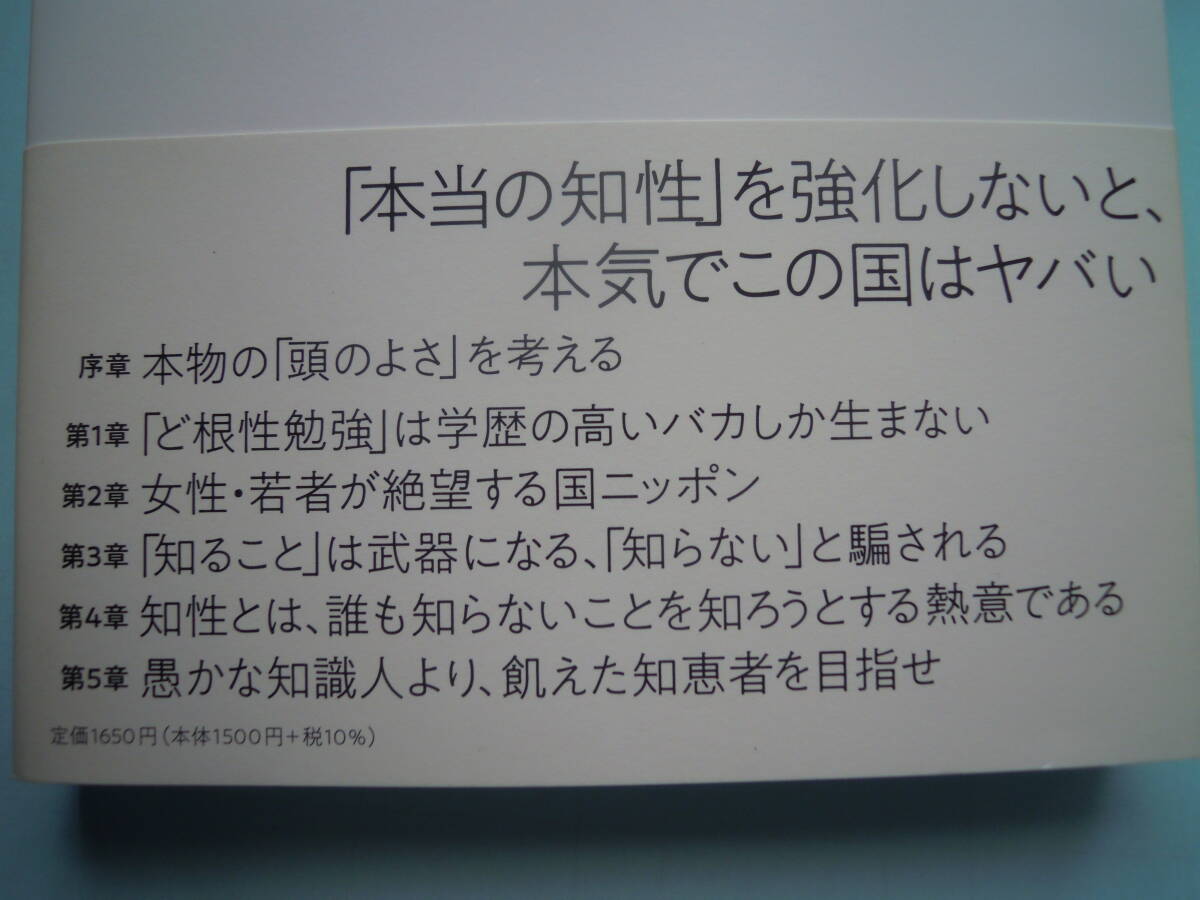 「本当の知性」を強化しないと、
本気でこの国はヤバい
序章 本物の「頭のよさ」を考える
第1章 「ど根性勉強」は学歴の高いバカしか生まない
第2章 女性・若者が絶望する国ニッポン
第3章 「知ること」は武器になる、「知らない」と騙される
第4章 知性とは、誰も知らないことを知ろうとする熱意である
第5章 愚かな知識人より、飢えた知恵者を目指せ
定価1650円(本体1500円+税10%)